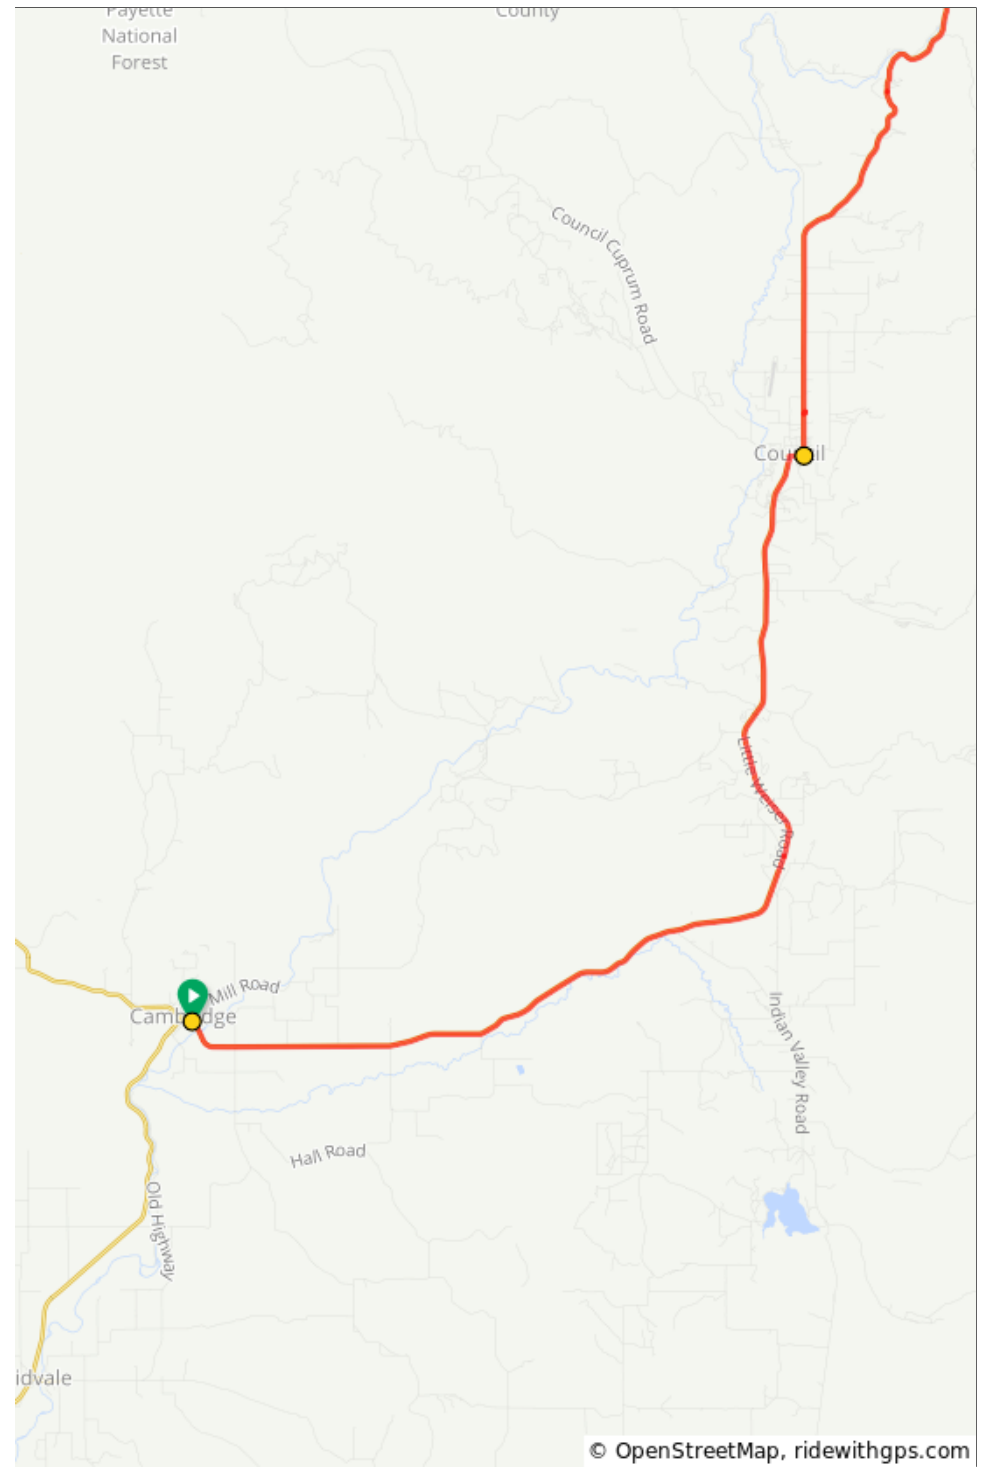 Payette
National
Forest
County
Council Cuprum Road
Council
Little Weiser Road
Mill Road
Cambridge
Indian Valley Road
Hall Road
Old Highway
idvale
© OpenStreetMap, ridewithgps.com